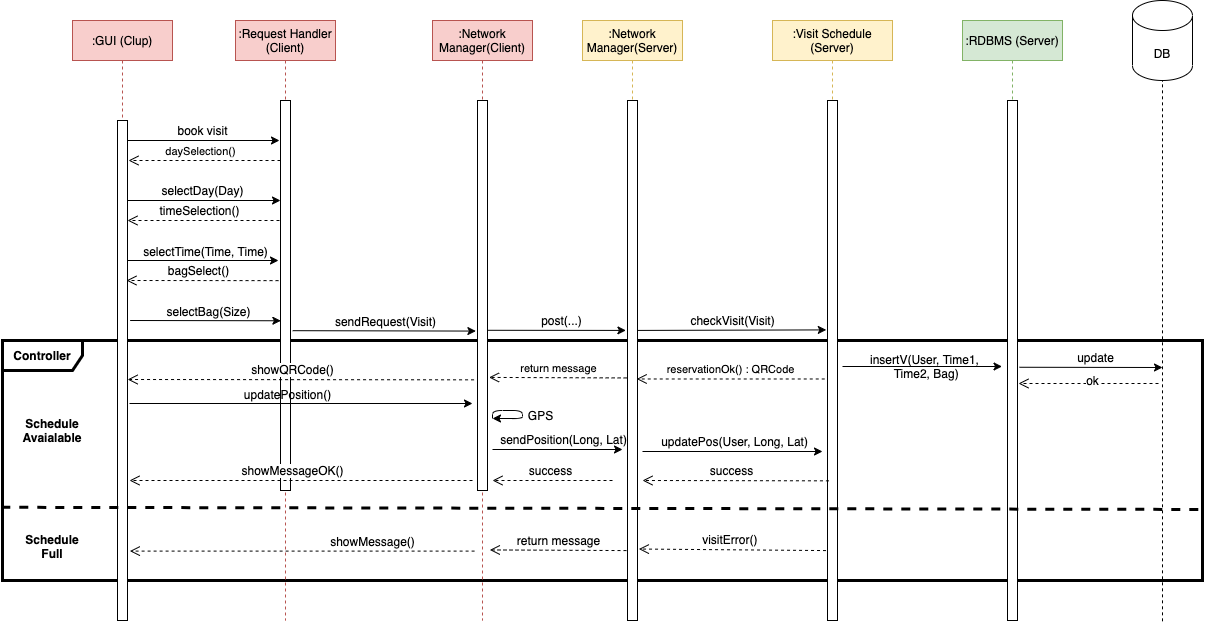 :GUI (Clup)
:Request Handler
(Client)
:Network
Manager(Client)
:Network
Manager(Server)
:Visit Schedule
(Server)
:RDBMS (Server)
DB
book visit
daySelection()
selectDay(Day)
timeSelection()
selectTime(Time, Time)
bagSelect()
selectBag(Size)
sendRequest(Visit)
post(...)
checkVisit(Visit)
Controller
insertV(User, Time1,
Time2, Bag)
update
showQRCode()
return message
reservationOk() : QRCode
ok
updatePosition()
GPS
Schedule
Avaialable
sendPosition(Long, Lat)
updatePos(User, Long, Lat)
showMessageOK()
success
success
Schedule
Full
showMessage()
return message
visitError()